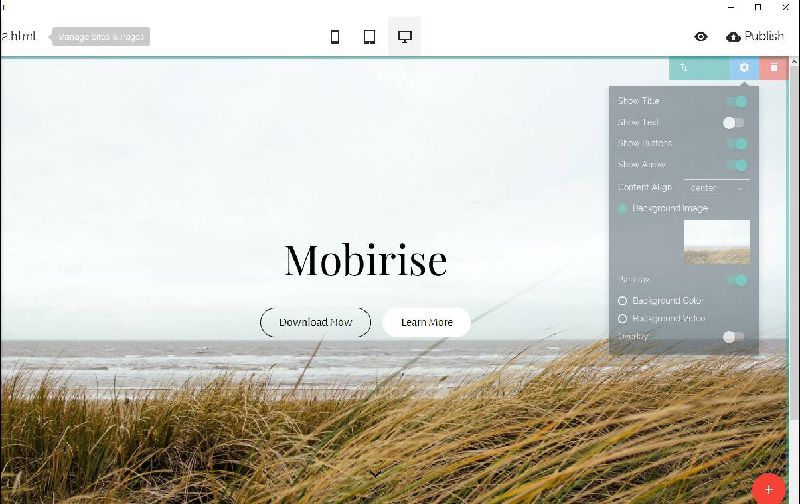 2.html
Manage Sites & Pages
Publish
Show Title
Show Text
Show Buttons
Show Arrow
Content Align
center
Background Image
Parallax
Background Color
Background Video
Overlay
Mobirise
Download Now
Learn More